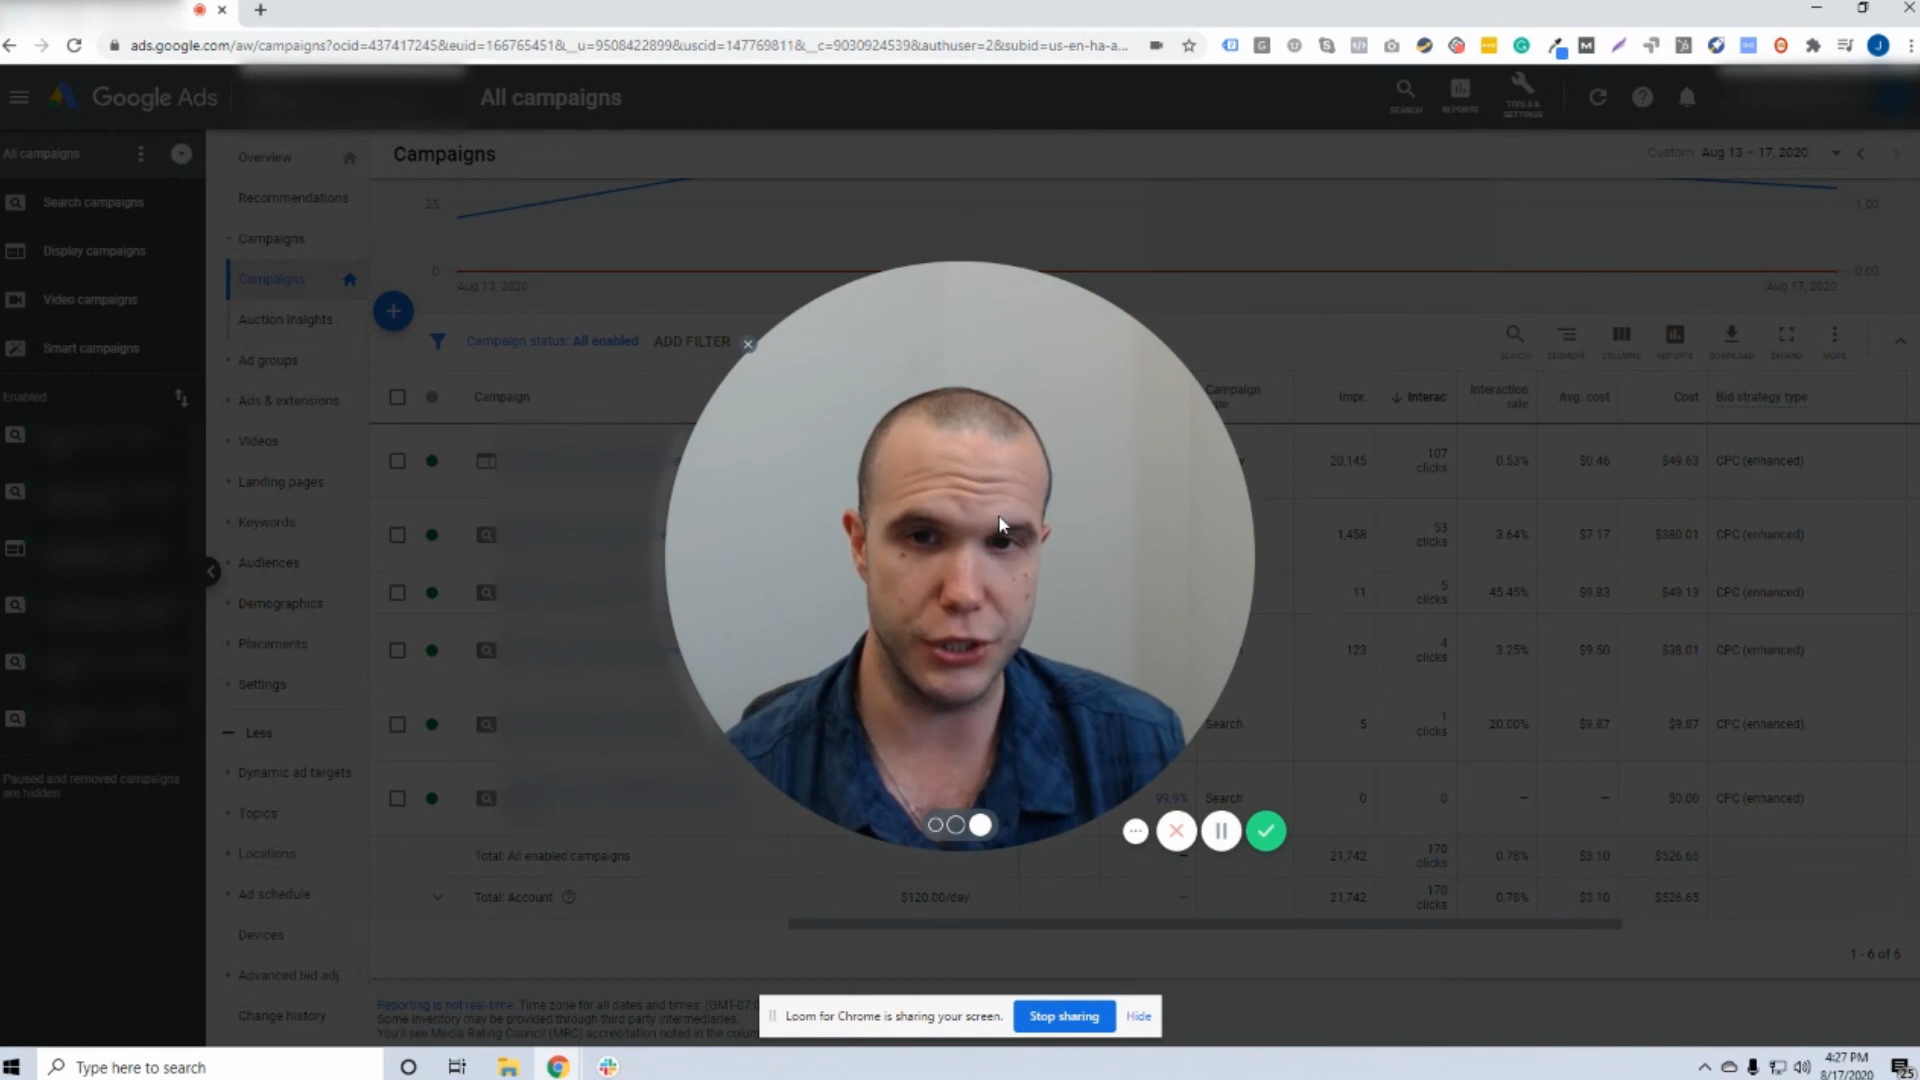 ads.google.com/aw/campaigns?ocid=437417245&euid=166765451&__u=9508422899&uscid=147769811&__c=9030924539&authuser=2&subid=us-en-ha-a...
J
Google Ads
All campaigns
SEARCH
REPORTS
TOOLS & SETTINGS
All campaigns
Search campaigns
Display campaigns
Video campaigns
Smart campaigns
Enabled
Paused and removed campaigns are hidden
Overview
Recommendations
Campaigns
Campaigns
Auction insights
Ad groups
Ads & extensions
Videos
Landing pages
Keywords
Audiences
Demographics
Placements
Settings
Less
Dynamic ad targets
Topics
Locations
Ad schedule
Devices
Advanced bid adj.
Change history
Campaigns
Custom Aug 13 – 17, 2020
25
1.00
0
0.00
Aug 13, 2020
Aug 17, 2020
Campaign status: All enabled ADD FILTER
SEARCH SEGMENT COLUMNS REPORTS DOWNLOAD EXPAND MORE
Campaign
Campaign
Impr.
Interac
Interaction rate
Avg. cost
Cost
Bid strategy type
20,145 107 clicks 0.53% $0.46 $49.63 CPC (enhanced)
1,458 53 clicks 3.64% $7.17 $380.01 CPC (enhanced)
11 5 clicks 45.45% $9.83 $49.13 CPC (enhanced)
123 4 clicks 3.25% $9.50 $38.01 CPC (enhanced)
Search 5 1 clicks 20.00% $9.87 $9.87 CPC (enhanced)
99.9% Search 0 0 – – $0.00 CPC (enhanced)
Total: All enabled campaigns – 21,742 170 clicks 0.78% $3.10 $526.65
Total: Account $120.00/day – 21,742 170 clicks 0.78% $3.10 $526.65
1 - 6 of 6
Reporting is not real-time. Time zone for all dates and times: (GMT-07:0
Some inventory may be provided through third party intermediaries.
You'll see Media Rating Council (MRC) accreditation noted in the colum
Loom for Chrome is sharing your screen.
Stop sharing
Hide
Type here to search
4:27 PM
8/17/2020
25